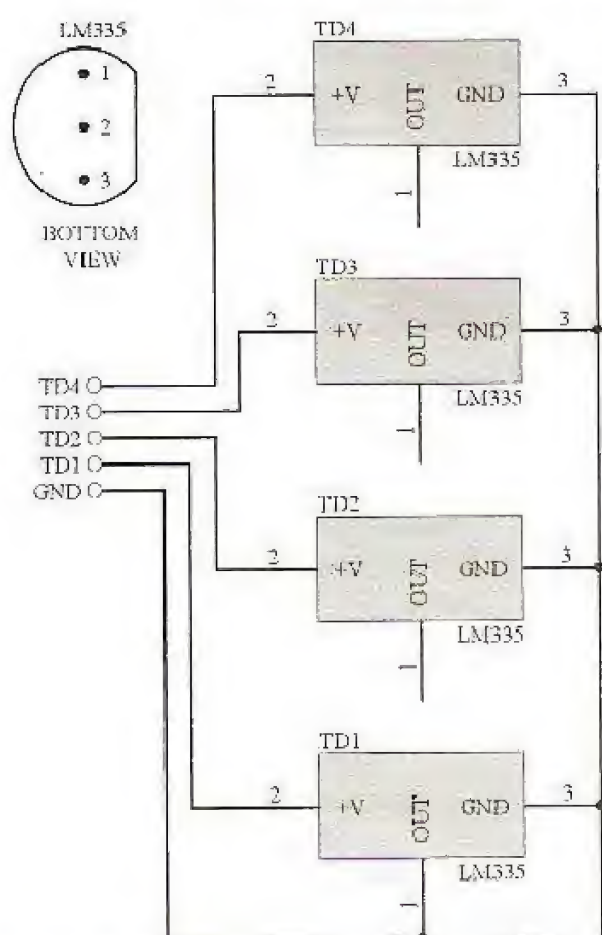 LM335
1
2
3
BOTTOM
VIEW
TD4
2
+V
OUT
GND
3
LM335
1
TD3
2
+V
OUT
GND
3
LM335
1
TD4
TD3
TD2
TD1
GND
TD2
2
+V
OUT
GND
3
LM335
1
TD1
2
+V
OUT
GND
3
LM335
1